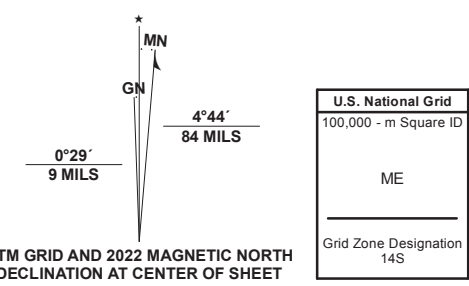 ★
MN
GN
4°44´
84 MILS
0°29´
9 MILS
TM GRID AND 2022 MAGNETIC NORTH
DECLINATION AT CENTER OF SHEET
U.S. National Grid
100,000 - m Square ID
ME
Grid Zone Designation
14S